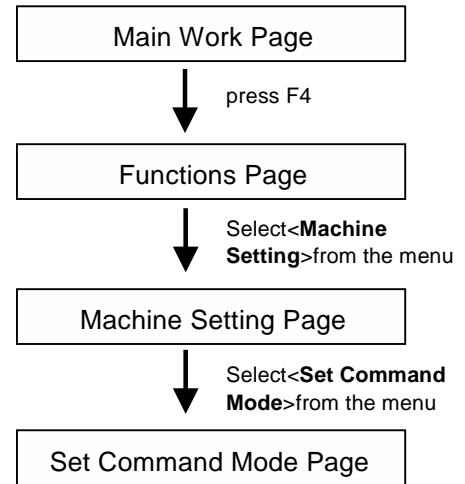 Main Work Page
press F4
Functions Page
Select<Machine
Setting>from the menu
Machine Setting Page
Select<Set Command
Mode>from the menu
Set Command Mode Page